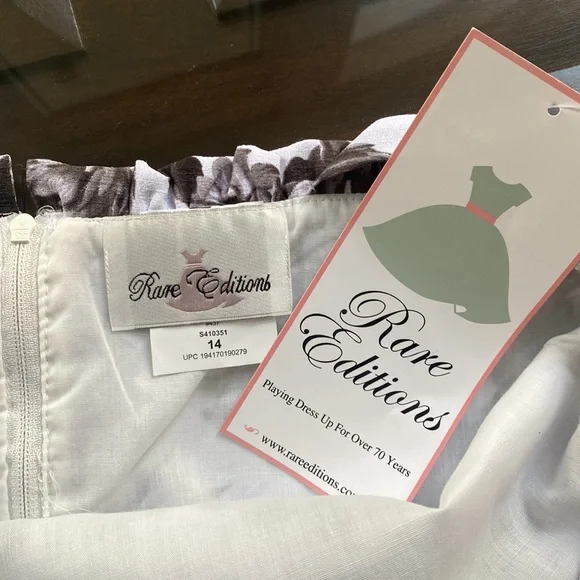 Rare Editions
S410351
14
UPC 194170190279
Rare
Editions
Playing Dress Up For Over 70 Years
www.rareeditions.co